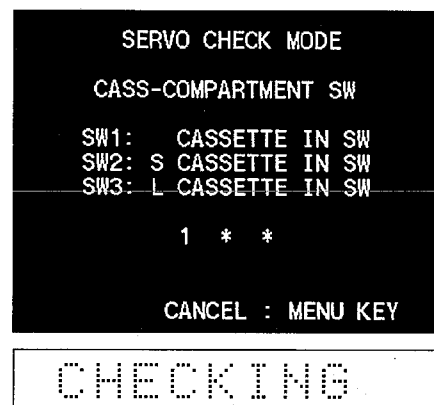 SERVO CHECK MODE
CASS-COMPARTMENT SW
SW1: CASSETTE IN SW
SW2: S CASSETTE IN SW
SW3: L CASSETTE IN SW
1 * *
CANCEL : MENU KEY
CHECKING